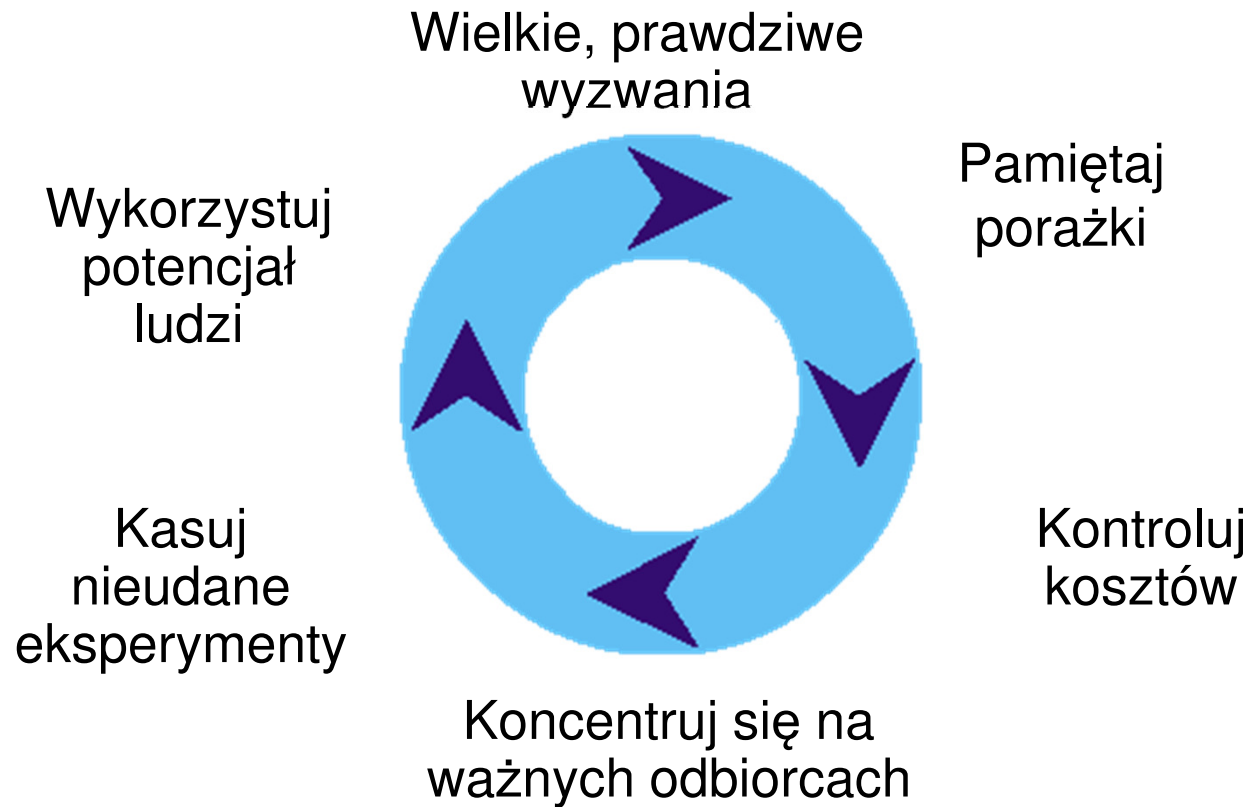 Wielkie, prawdziwe
wyzwania
Pamiętaj
porażki
Wykorzystuj
potencjał
ludzi
Kasuj
nieudane
eksperymenty
Kontroluj
kosztów
Koncentruj się na
ważnych odbiorcach